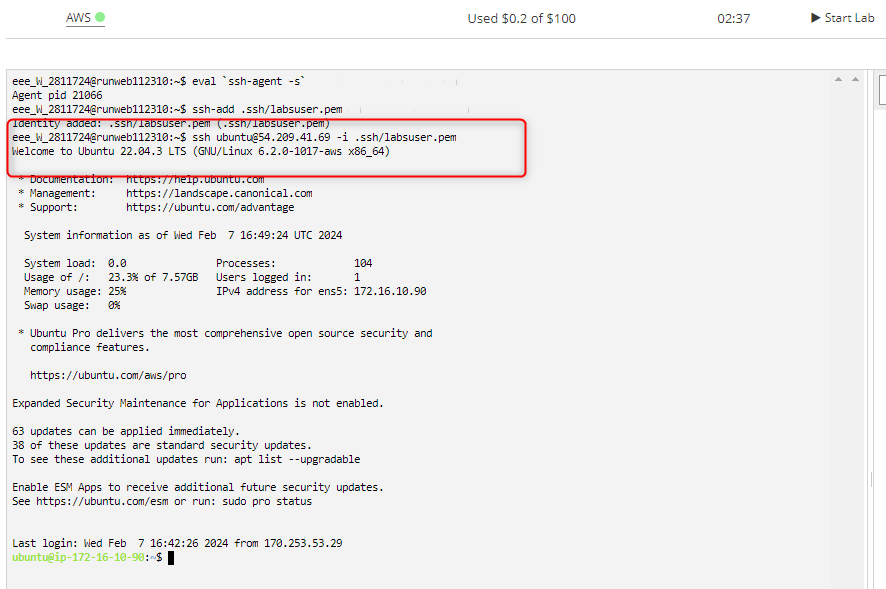 AWS Used $0.2 of $100 02:37 Start Lab
eee_W_2811724@runweb112310:~$ eval `ssh-agent -s`
Agent pid 21066
eee_W_2811724@runweb112310:~$ ssh-add .ssh/labsuser.pem
Identity added: .ssh/labsuser.pem (.ssh/labsuser.pem)
eee_W_2811724@runweb112310:~$ ssh ubuntu@54.209.41.69 -i .ssh/labsuser.pem
Welcome to Ubuntu 22.04.3 LTS (GNU/Linux 6.2.0-1017-aws x86_64)
* Documentation: https://help.ubuntu.com
* Management: https://landscape.canonical.com
* Support: https://ubuntu.com/advantage
System information as of Wed Feb 7 16:49:24 UTC 2024
System load: 0.0 Processes: 104
Usage of /: 23.3% of 7.57GB Users logged in: 1
Memory usage: 25% IPv4 address for ens5: 172.16.10.90
Swap usage: 0%
* Ubuntu Pro delivers the most comprehensive open source security and
compliance features.
https://ubuntu.com/aws/pro
Expanded Security Maintenance for Applications is not enabled.
63 updates can be applied immediately.
38 of these updates are standard security updates.
To see these additional updates run: apt list --upgradable
Enable ESM Apps to receive additional future security updates.
See https://ubuntu.com/esm or run: sudo pro status
Last login: Wed Feb 7 16:42:26 2024 from 170.253.53.29
ubuntu@ip-172-16-10-90:~$